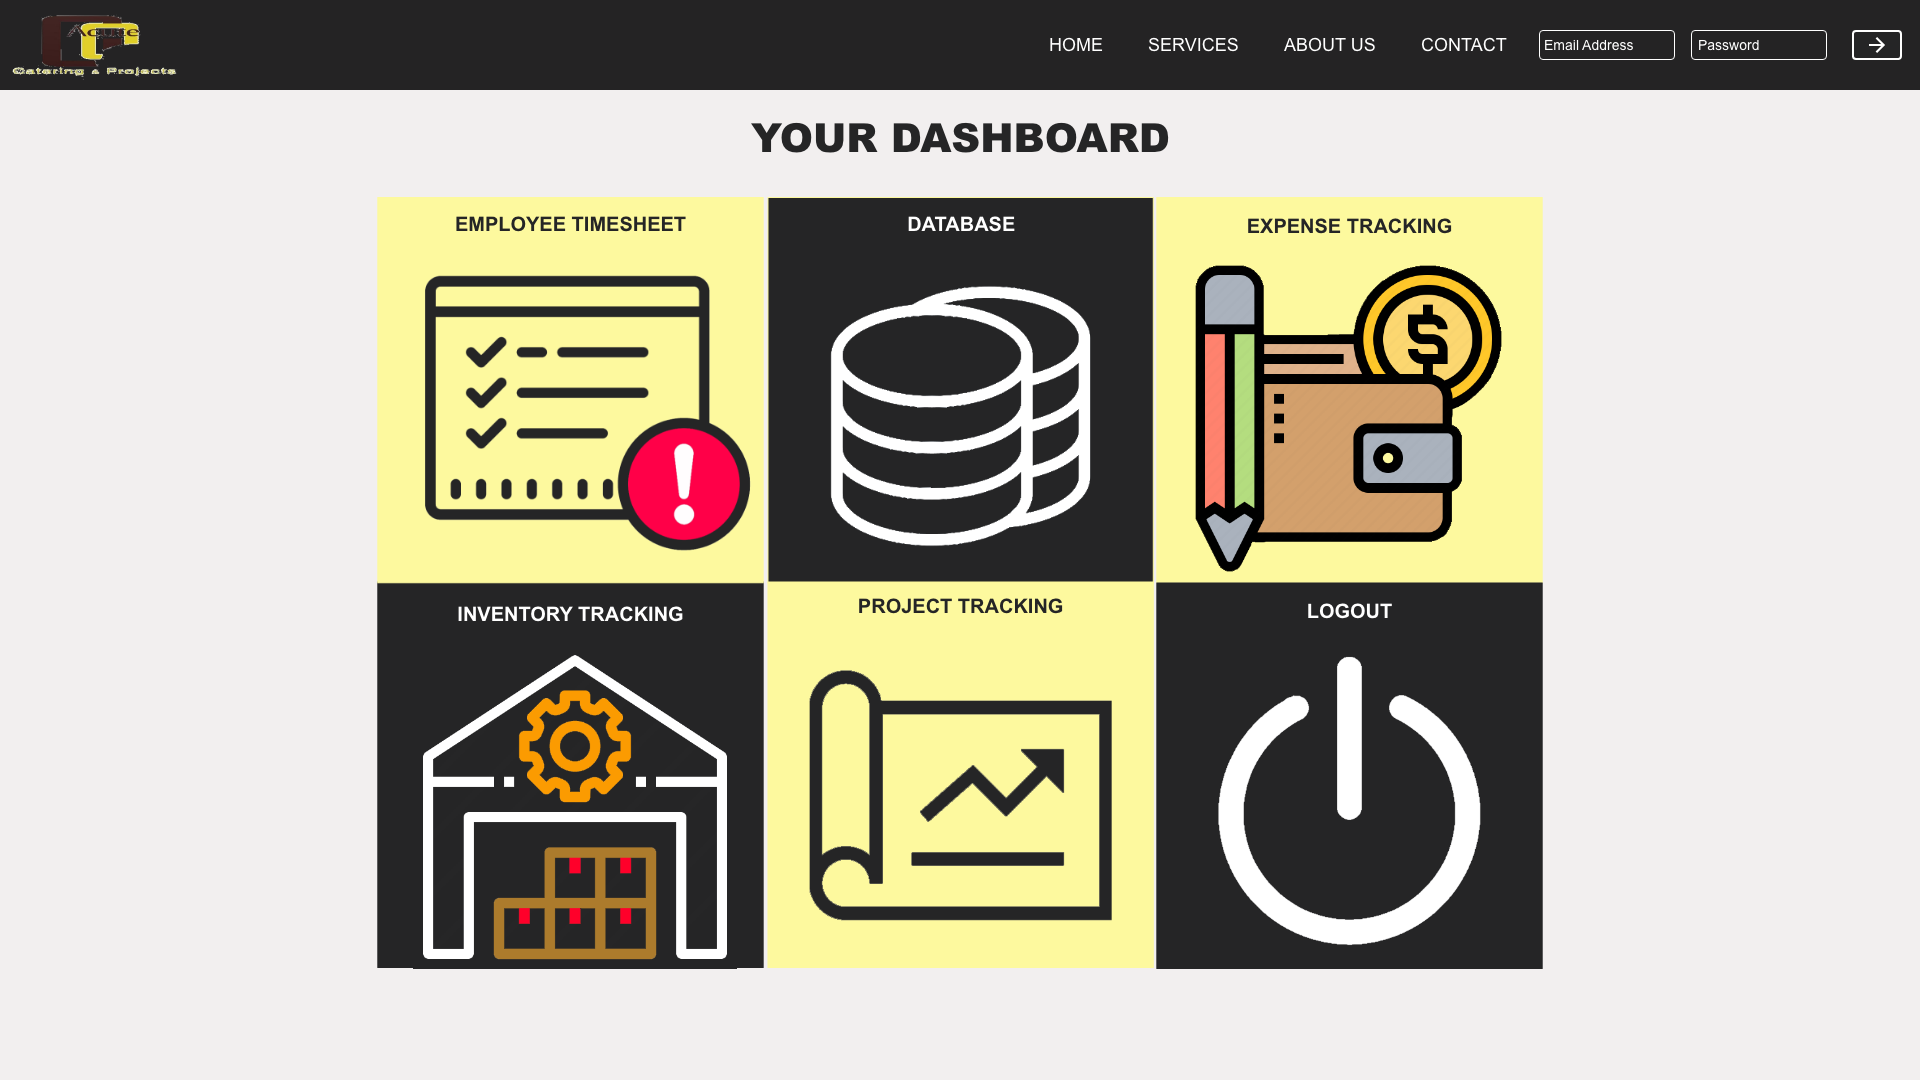 Acme
Catering & Projects
HOME
SERVICES
ABOUT US
CONTACT
Email Address
Password
YOUR DASHBOARD
EMPLOYEE TIMESHEET
DATABASE
EXPENSE TRACKING
INVENTORY TRACKING
PROJECT TRACKING
LOGOUT